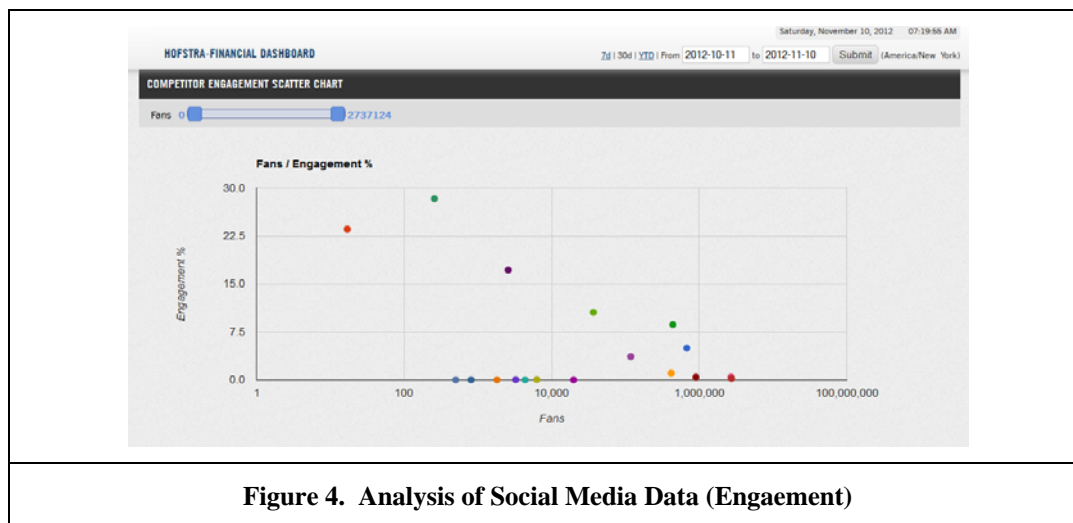 Saturday, November 10, 2012 07:19:55 AM
HOFSTRA-FINANCIAL DASHBOARD 7d | 30d | YTD | From 2012-10-11 to 2012-11-10 Submit (America/New York)
COMPETITOR ENGAGEMENT SCATTER CHART
Fans 0 2737124
Fans / Engagement %
30.0
22.5
15.0
7.5
0.0
Engagement %
1 100 10,000 1,000,000 100,000,000
Fans
Figure 4. Analysis of Social Media Data (Engaement)